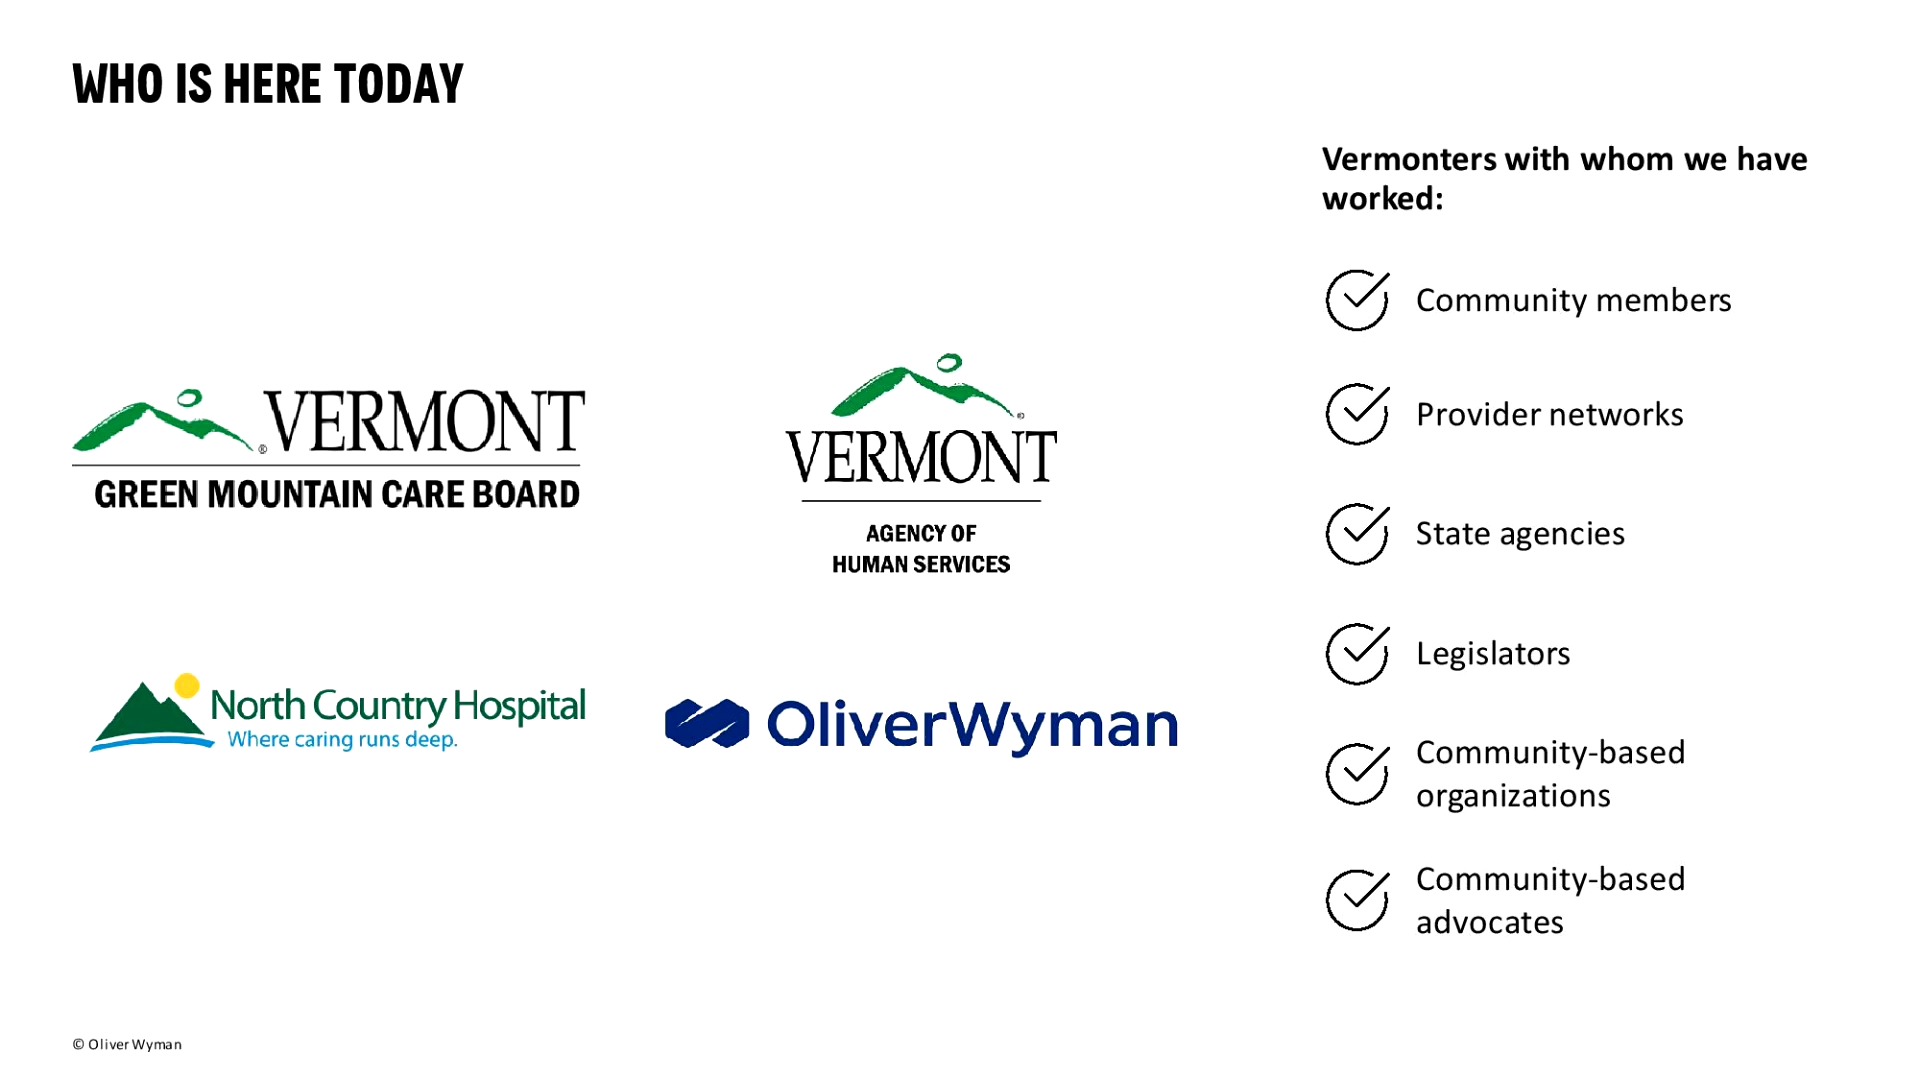 WHO IS HERE TODAY
VERMONT
GREEN MOUNTAIN CARE BOARD
VERMONT
AGENCY OF
HUMAN SERVICES
North Country Hospital
Where caring runs deep.
OliverWyman
Vermonters with whom we have
worked:
Community members
Provider networks
State agencies
Legislators
Community-based
organizations
Community-based
advocates
© Oliver Wyman